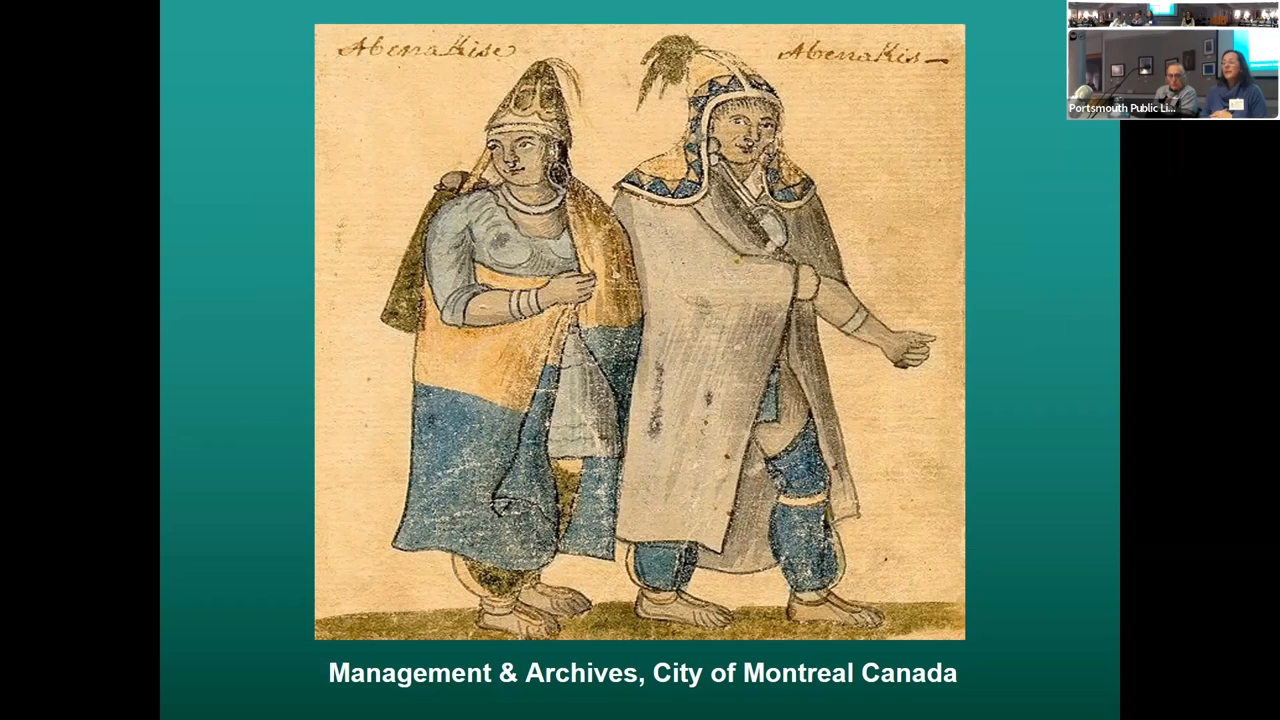 Abenakise
Abenakis
Portsmouth Public Li...
Management & Archives, City of Montreal Canada